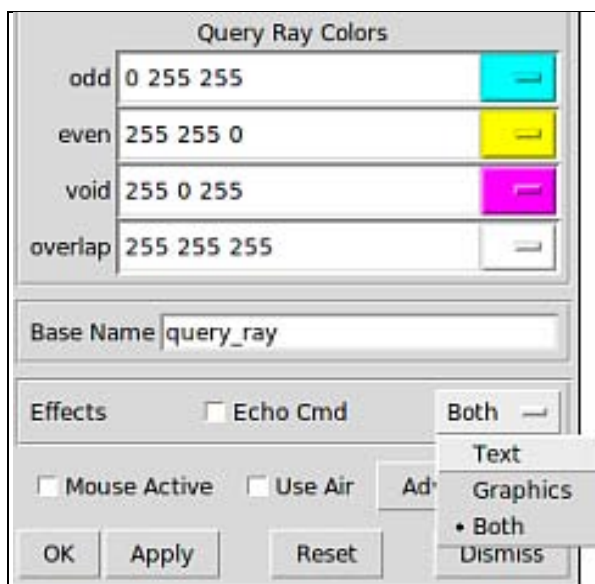 Query Ray Colors
odd 0 255 255
even 255 255 0
void 255 0 255
overlap 255 255 255
Base Name query_ray
Effects Echo Cmd Both
Text
Mouse Active Use Air
Graphics
Both
OK Apply Reset Dismiss